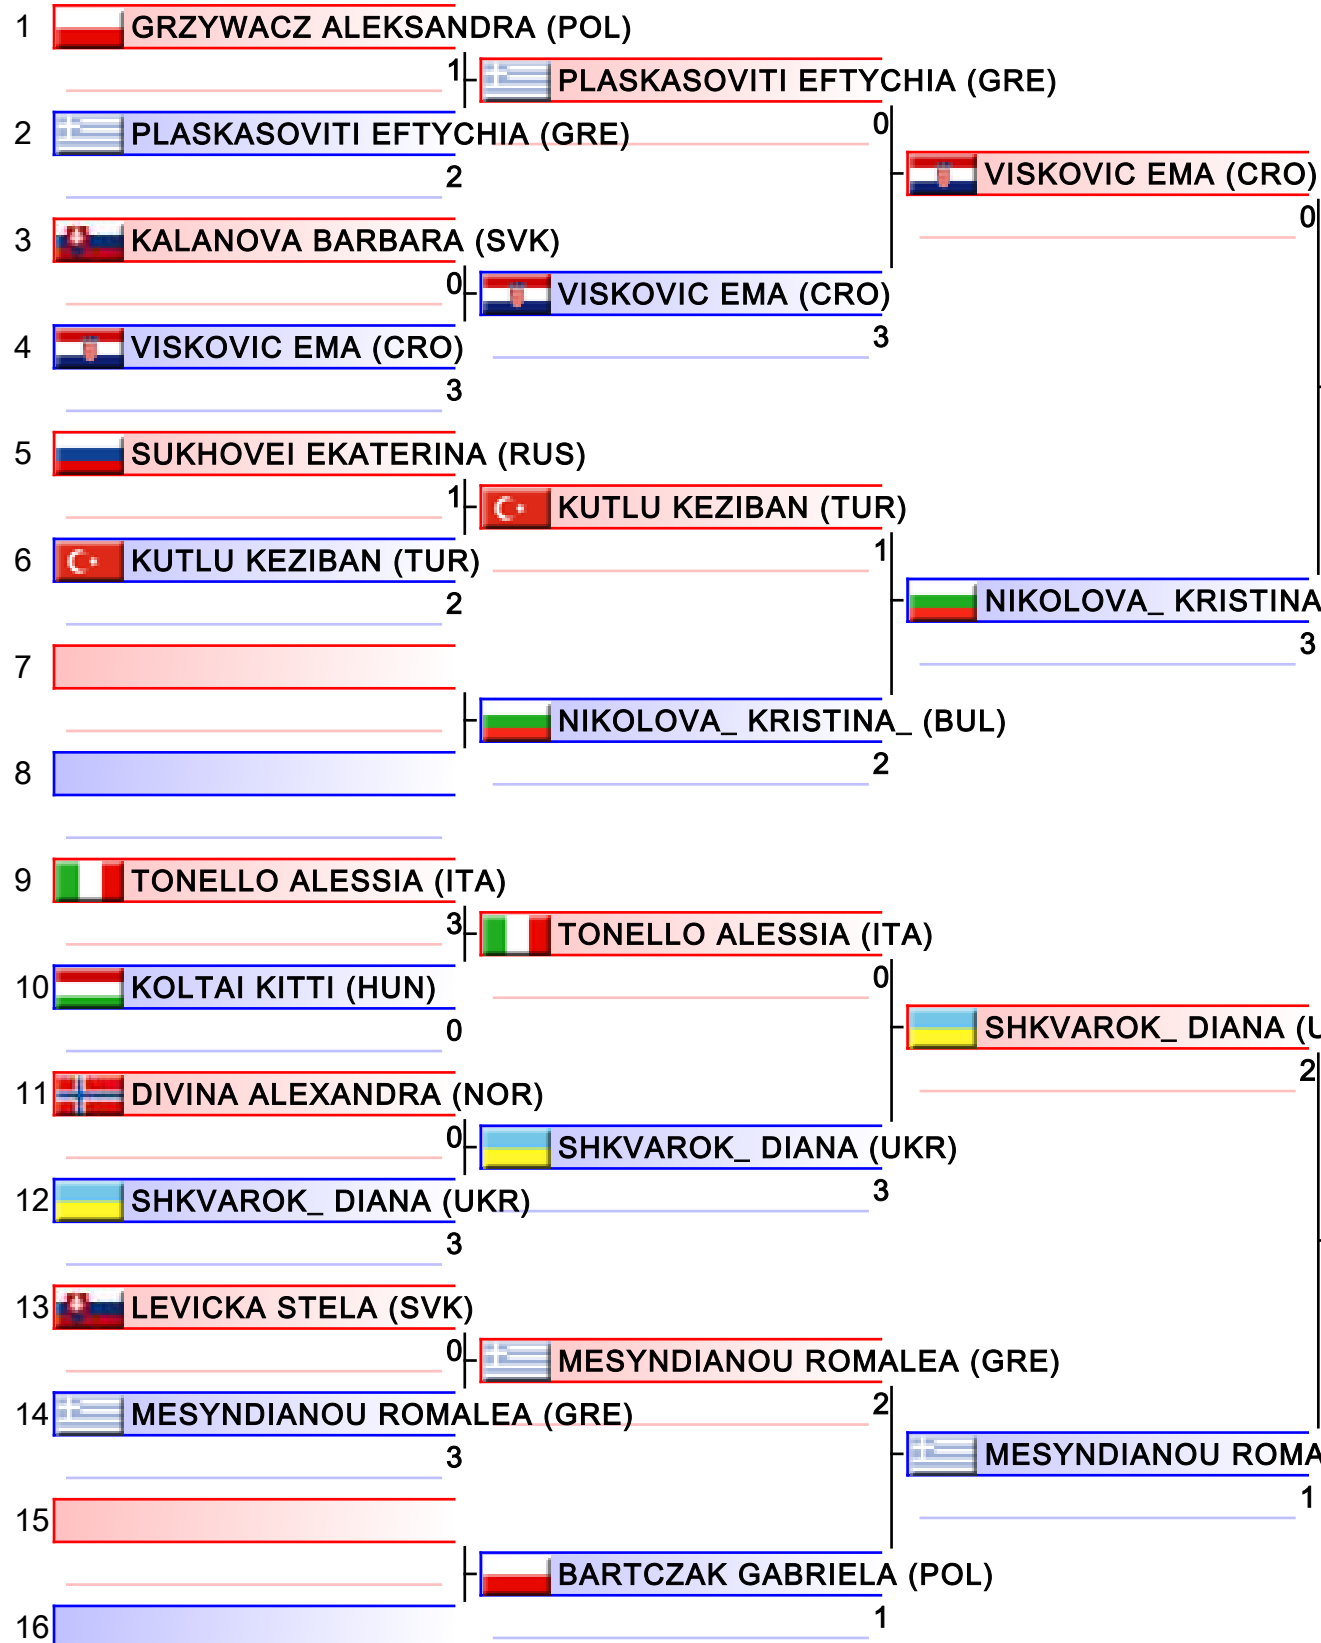 1 GRZYWACZ ALEKSANDRA (POL)
1 PLASKASOVITI EFTYCHIA (GRE)
2 PLASKASOVITI EFTYCHIA (GRE) 0
2 VISKOVIC EMA (CRO)
3 KALANOVA BARBARA (SVK) 0
0 VISKOVIC EMA (CRO)
4 VISKOVIC EMA (CRO) 3
3
5 SUKHOVEI EKATERINA (RUS)
1 KUTLU KEZIBAN (TUR)
6 KUTLU KEZIBAN (TUR) 1
2 NIKOLOVA_ KRISTINA
7 3
NIKOLOVA_ KRISTINA_ (BUL)
8 2
9 TONELLO ALESSIA (ITA)
3 TONELLO ALESSIA (ITA)
10 KOLTAI KITTI (HUN) 0
0 SHKVAROK_ DIANA (U
11 DIVINA ALEXANDRA (NOR) 2
0 SHKVAROK_ DIANA (UKR)
12 SHKVAROK_ DIANA (UKR) 3
3
13 LEVICKA STELA (SVK)
0 MESYNDIANOU ROMALEA (GRE)
14 MESYNDIANOU ROMALEA (GRE) 2
3 MESYNDIANOU ROMA
15 1
BARTCZAK GABRIELA (POL)
16 1